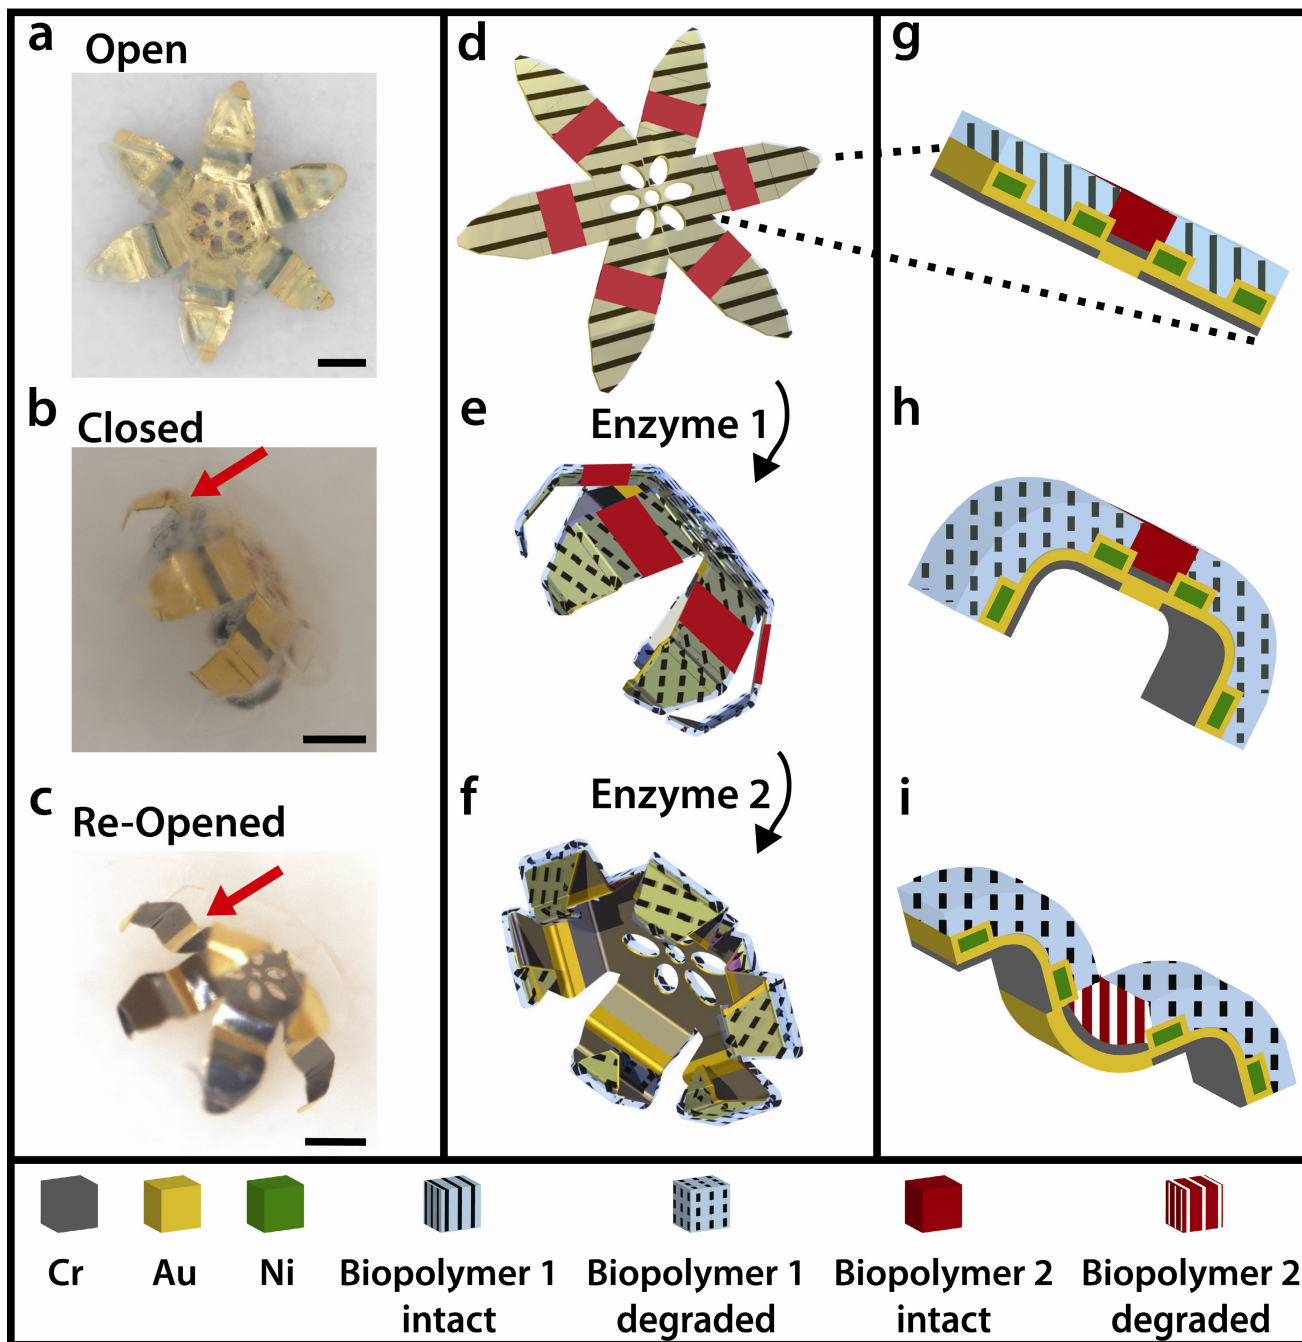 a
Open
b
Closed
c
Re-Opened
d
e
Enzyme 1
f
Enzyme 2
g
h
i
Cr
Au
Ni
Biopolymer 1
intact
Biopolymer 1
degraded
Biopolymer 2
intact
Biopolymer 2
degraded